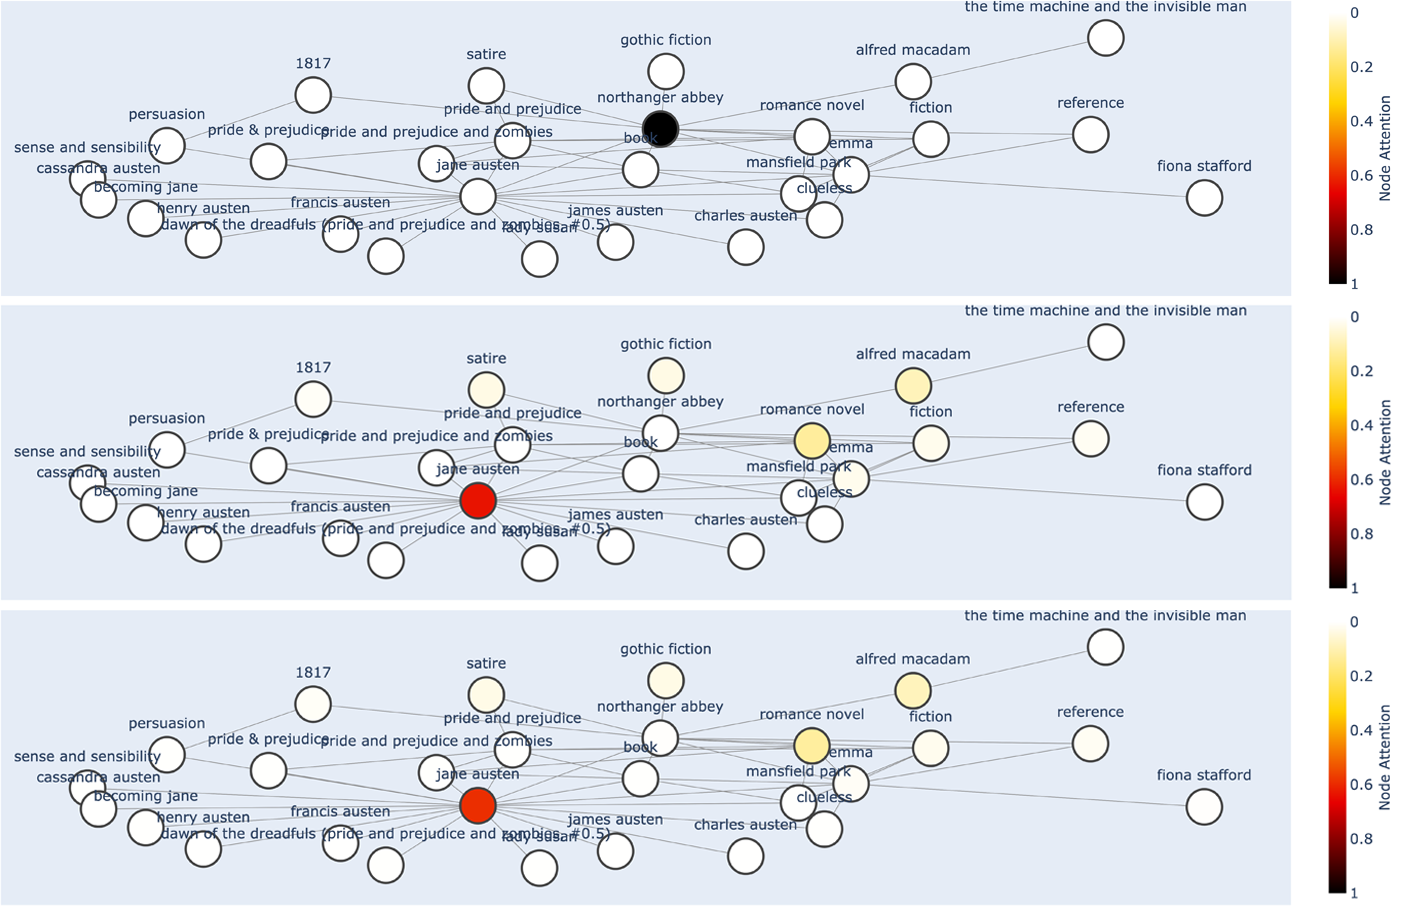 the time machine and the invisible man
gothic fiction
satire
alfred macadam
1817
northanger abbey
romance novel
fiction
reference
persuasion
pride and prejudice
pride & prejudice
pride and prejudice and zombies
book
emma
sense and sensibility
cassandra austen
jane austen
mansfield park
fiona stafford
becoming jane
clueless
henry austen
francis austen
james austen
charles austen
dawn of the dreadfuls (pride and prejudice and zombies, #0.5)
lady susan
0
0.2
0.4
0.6
0.8
1
Node Attention
the time machine and the invisible man
gothic fiction
satire
alfred macadam
1817
northanger abbey
romance novel
fiction
reference
persuasion
pride and prejudice
pride & prejudice
pride and prejudice and zombies
book
emma
sense and sensibility
cassandra austen
jane austen
mansfield park
fiona stafford
becoming jane
clueless
henry austen
francis austen
james austen
charles austen
dawn of the dreadfuls (pride and prejudice and zombies, #0.5)
lady susan
0
0.2
0.4
0.6
0.8
1
Node Attention
the time machine and the invisible man
gothic fiction
satire
alfred macadam
1817
northanger abbey
romance novel
fiction
reference
persuasion
pride and prejudice
pride & prejudice
pride and prejudice and zombies
book
emma
sense and sensibility
cassandra austen
jane austen
mansfield park
fiona stafford
becoming jane
clueless
henry austen
francis austen
james austen
charles austen
dawn of the dreadfuls (pride and prejudice and zombies, #0.5)
lady susan
0
0.2
0.4
0.6
0.8
1
Node Attention